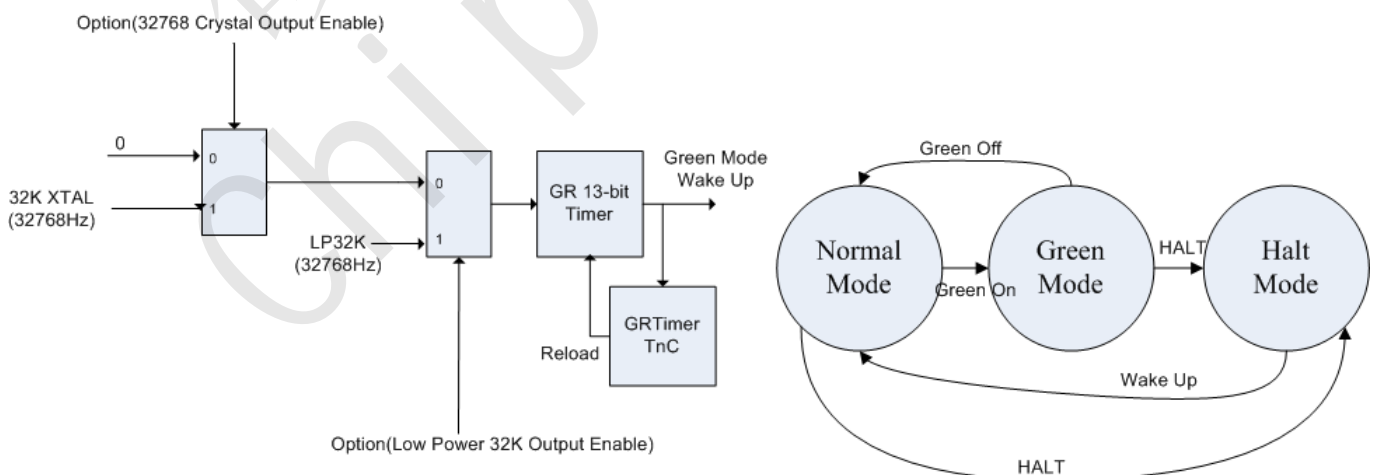 Option(32768 Crystal Output Enable)
0
0
32K XTAL
(32768Hz)
1
0
LP32K
(32768Hz)
1
GR 13-bit
Timer
Green Mode
Wake Up
GRTimer
TnC
Reload
Option(Low Power 32K Output Enable)
Green Off
Normal
Mode
Green On
Green
Mode
HALT
Halt
Mode
Wake Up
HALT
Chip